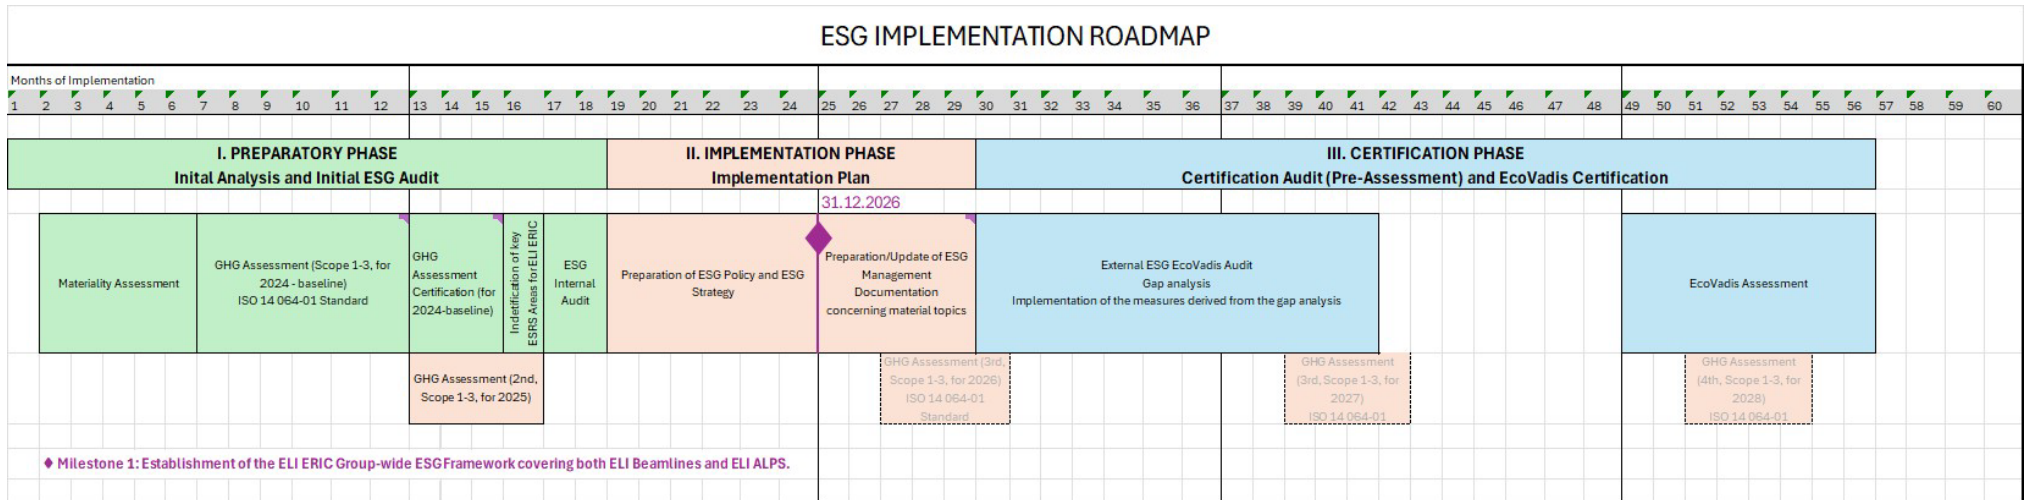 ESG IMPLEMENTATION ROADMAP
Months of Implementation
1 2 3 4 5 6 7 8 9 10 11 12 13 14 15 16 17 18 19 20 21 22 23 24 25 26 27 28 29 30 31 32 33 34 35 36 37 38 39 40 41 42 43 44 45 46 47 48 49 50 51 52 53 54 55 56 57 58 59 60
I. PREPARATORY PHASE
Inital Analysis and Initial ESG Audit
II. IMPLEMENTATION PHASE
Implementation Plan
III. CERTIFICATION PHASE
Certification Audit (Pre-Assessment) and EcoVadis Certification
31.12.2026
Materiality Assessment
GHG Assessment (Scope 1-3, for
2024 - baseline)
ISO 14 064-01 Standard
GHG
Assessment
Certification (for
2024-baseline)
Indetification of key
ESRS Areas for ELI ERIC
ESG
Internal
Audit
Preparation of ESG Policy and ESG
Strategy
Preparation/Update of ESG
Management
Documentation
concerning material topics
External ESG EcoVadis Audit
Gap analysis
Implementation of the measures derived from the gap analysis
EcoVadis Assessment
GHG Assessment (2nd,
Scope 1-3, for 2025)
GHG Assessment (3rd,
Scope 1-3, for 2026)
ISO 14 064-01
Standard
GHG Assessment
(3rd, Scope 1-3, for
2027)
ISO 14 064-01
GHG Assessment
(4th, Scope 1-3, for
2028)
ISO 14 064-01
Milestone 1: Establishment of the ELI ERIC Group-wide ESG Framework covering both ELI Beamlines and ELI ALPS.